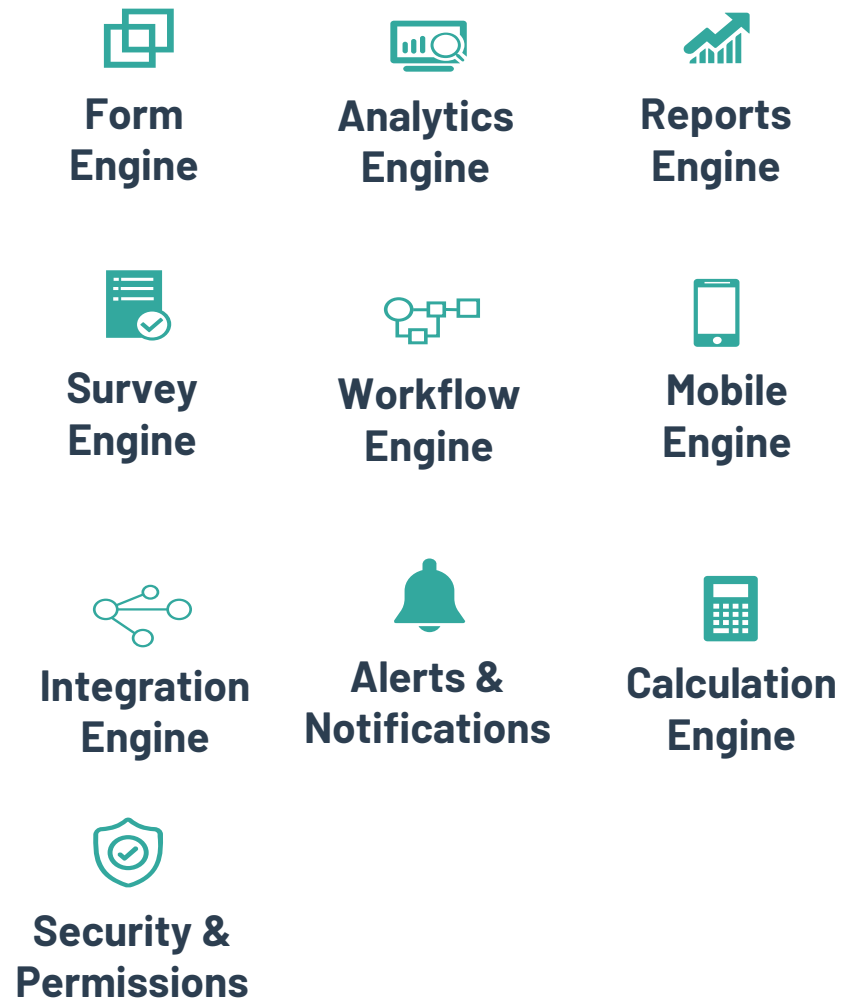 Form
Engine
Analytics
Engine
Reports
Engine
Survey
Engine
Workflow
Engine
Mobile
Engine
Integration
Engine
Alerts &
Notifications
Calculation
Engine
Security &
Permissions